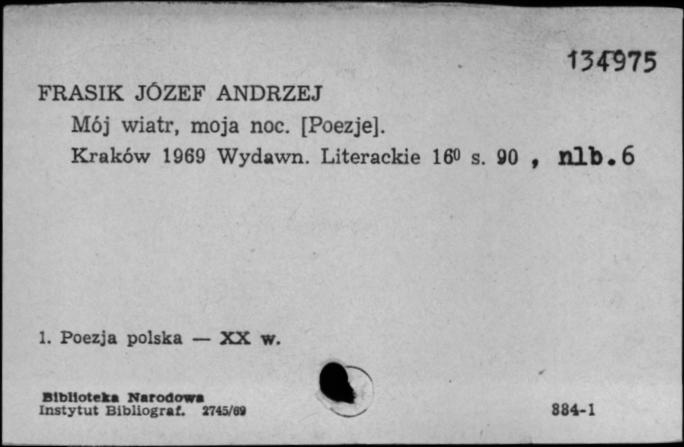 134975
FRASIK JÓZEF ANDRZEJ
Mój wiatr, moja noc. [Poezje].
Kraków 1969 Wydawn. Literackie 16⁰ s. 90 , nlb.6
1. Poezja polska — XX w.
Biblioteka Narodowa
Instytut Bibliograf. 2745/69
884-1